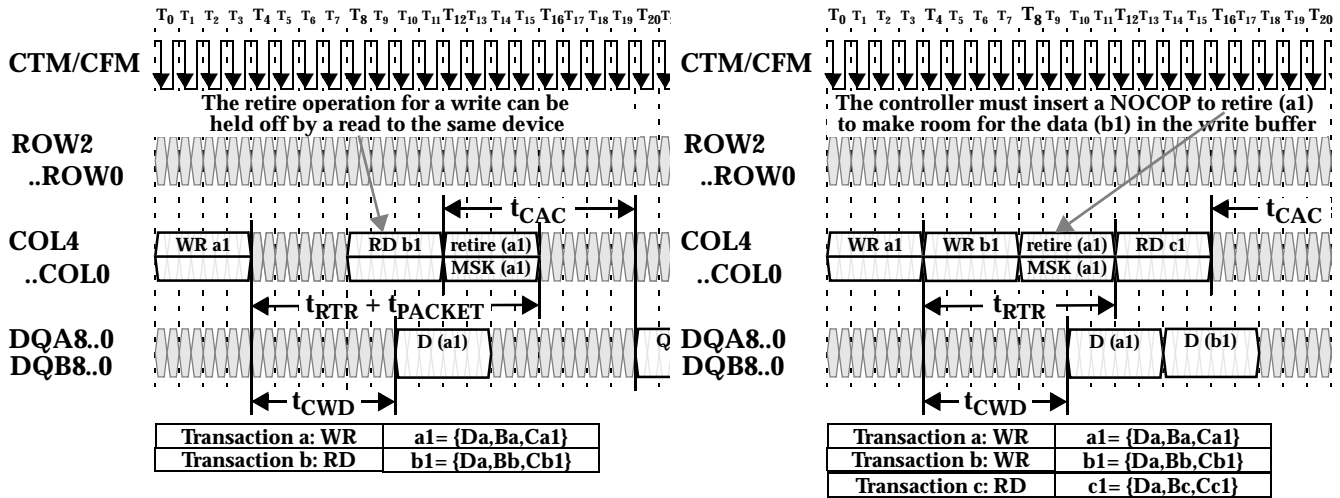 T0 T1 T2 T3 T4 T5 T6 T7 T8 T9 T10 T11 T12 T13 T14 T15 T16 T17 T18 T19 T20
CTM/CFM
The retire operation for a write can be
held off by a read to the same device
ROW2
..ROW0
tCAC
COL4
..COL0
WR a1
RD b1
retire (a1)
MSK (a1)
tRTR + tPACKET
DQA8..0
DQB8..0
D (a1)
Q
tCWD
Transaction a: WR a1= {Da,Ba,Ca1}
Transaction b: RD b1= {Da,Bb,Cb1}
T0 T1 T2 T3 T4 T5 T6 T7 T8 T9 T10 T11 T12 T13 T14 T15 T16 T17 T18 T19 T20
CTM/CFM
The controller must insert a NOCOP to retire (a1)
to make room for the data (b1) in the write buffer
ROW2
..ROW0
tCAC
COL4
..COL0
WR a1
WR b1
retire (a1)
MSK (a1)
RD c1
tRTR
DQA8..0
DQB8..0
D (a1)
D (b1)
tCWD
Transaction a: WR a1= {Da,Ba,Ca1}
Transaction b: WR b1= {Da,Bb,Cb1}
Transaction c: RD c1= {Da,Bc,Cc1}